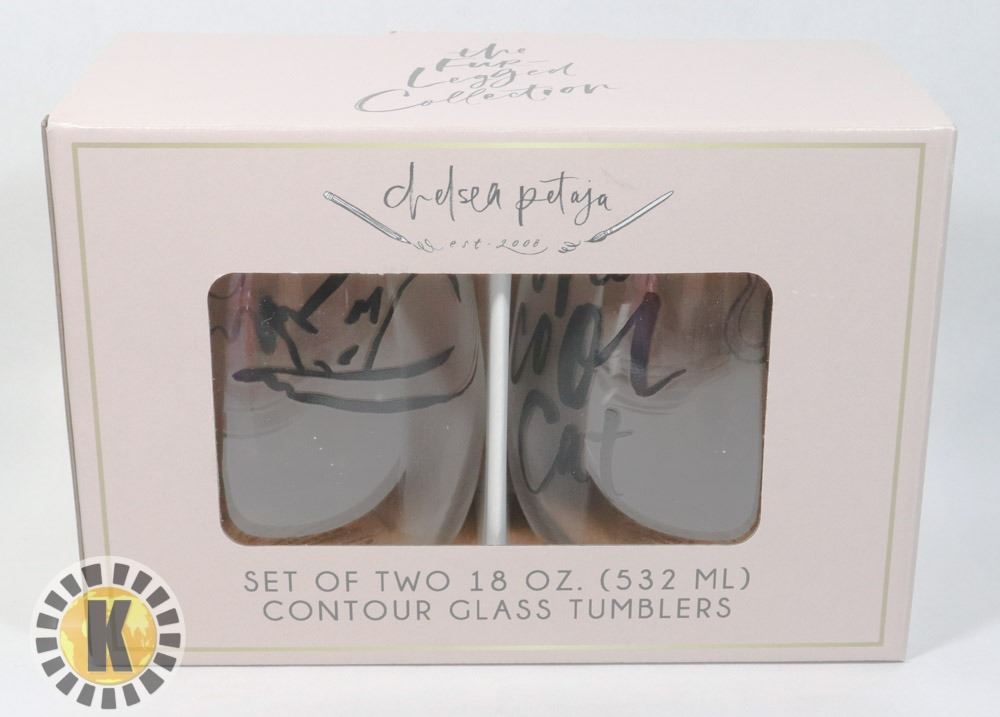 the
Fur-
Legged
Collection
chelsea petaja
est. 2008
cool
Cat
SET OF TWO 18 OZ. (532 ML)
CONTOUR GLASS TUMBLERS
K